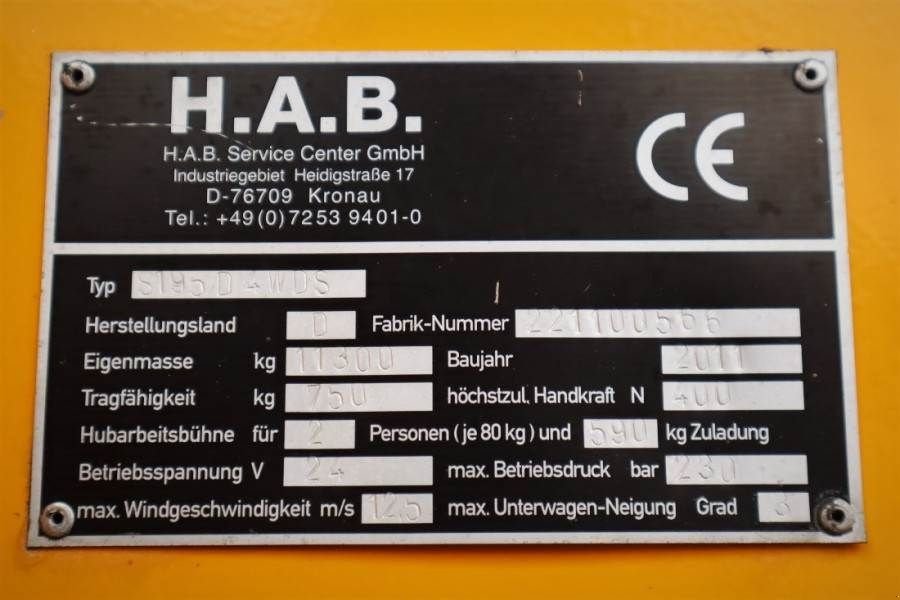 H.A.B.
CE
H.A.B. Service Center GmbH
Industriegebiet Heidigstraße 17
D-76709 Kronau
Tel.: +49(0)7253 9401-0
Typ S195D4WDS
Herstellungsland D Fabrik-Nummer 221100566
Eigenmasse kg 11300 Baujahr 2011
Tragfähigkeit kg 750 höchstzul. Handkraft N 400
Hubarbeitsbühne für 2 Personen (je 80 kg) und 590 kg Zuladung
Betriebsspannung V 24 max. Betriebsdruck bar 230
max. Windgeschwindigkeit m/s 12,5 max. Unterwagen-Neigung Grad 3